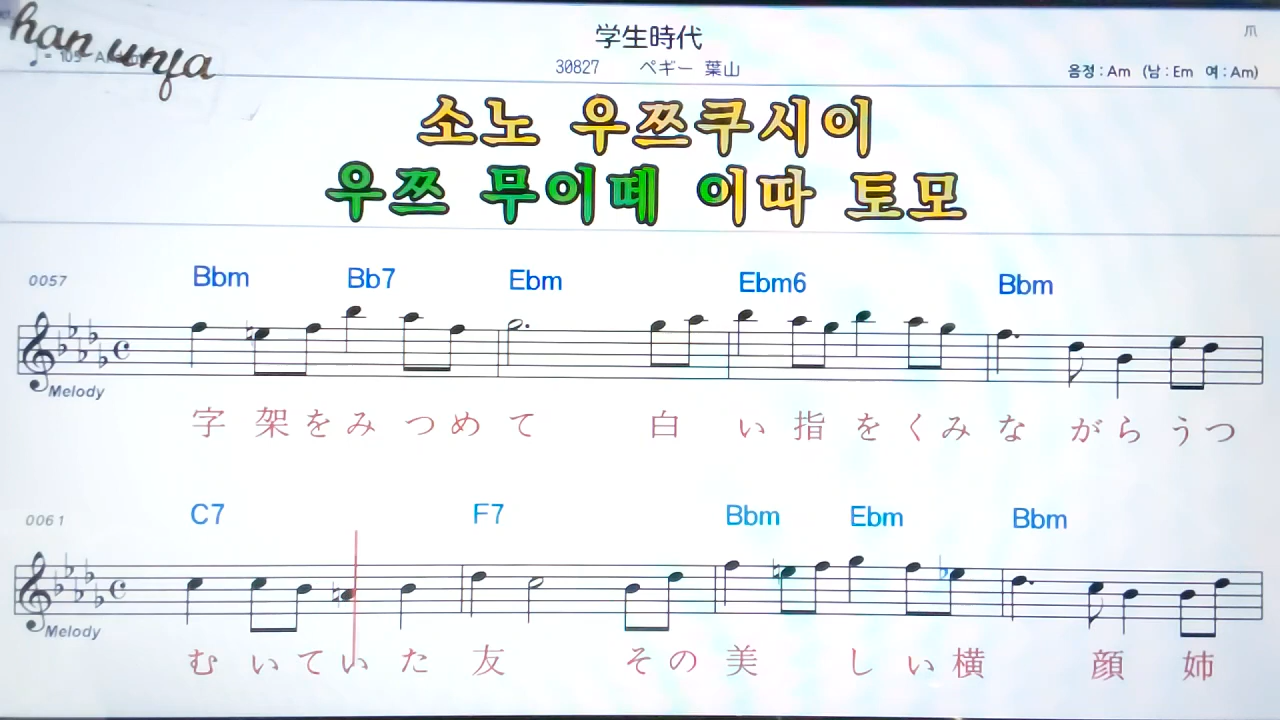 han unja
学生時代
爪
♩= 105
30827 ペギー 葉山
음정 : Am (남 : Em 여 : Am)
소노 우쯔쿠시이
우쯔 무이떼 이따 토모
0057 Bbm Bb7 Ebm Ebm6 Bbm
Melody
字 架 を み つ め て 白 い 指 を く み な が ら う つ
0061 C7 F7 Bbm Ebm Bbm
Melody
む い て い た 友 そ の 美 し い 横 顔 姉